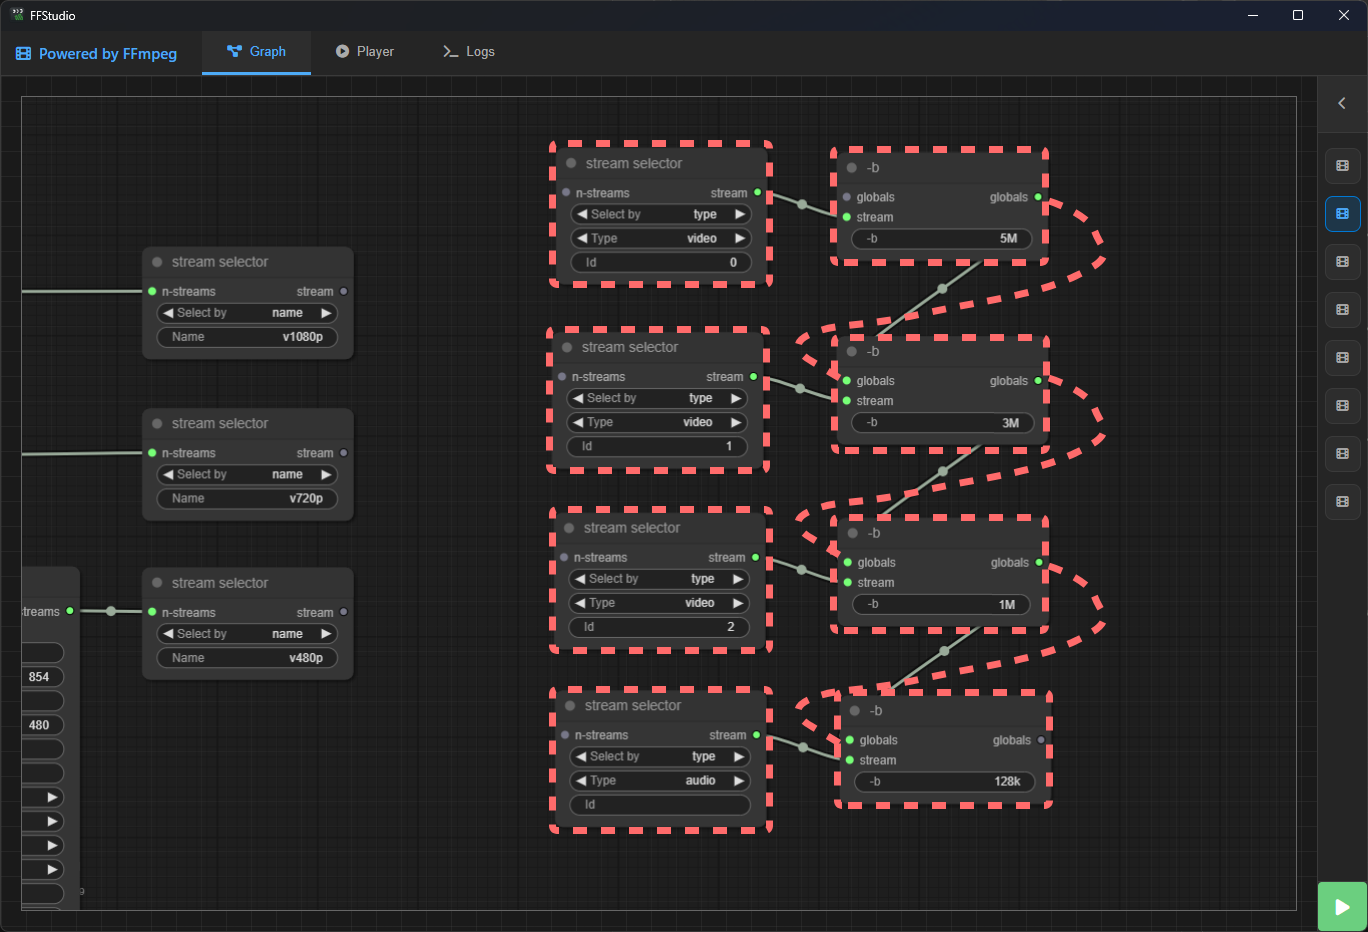 FFStudio
Powered by FFmpeg
Graph
Player
Logs
stream selector
n-streams stream
Select by name
Name v1080p
stream selector
n-streams stream
Select by name
Name v720p
stream selector
n-streams stream
Select by name
Name v480p
treams
854
480
9
stream selector
n-streams stream
Select by type
Type video
Id 0
-b
globals globals
stream
-b 5M
stream selector
n-streams stream
Select by type
Type video
Id 1
-b
globals globals
stream
-b 3M
stream selector
n-streams stream
Select by type
Type video
Id 2
-b
globals globals
stream
-b 1M
stream selector
n-streams stream
Select by type
Type audio
Id
-b
globals globals
stream
-b 128k